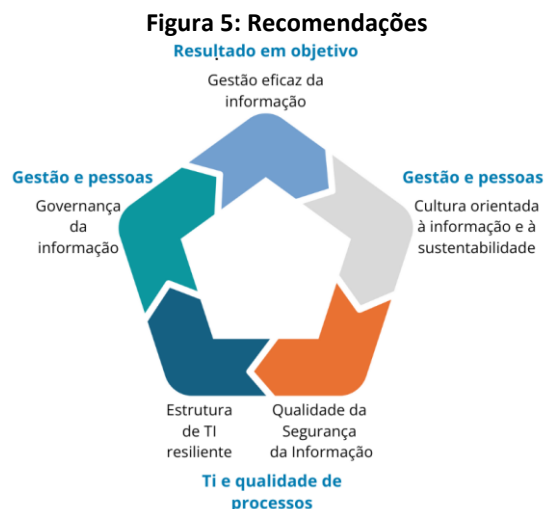 Figura 5: Recomendações
Resultado em objetivo
Gestão eficaz da
informação
Gestão e pessoas
Governança
da
informação
Gestão e pessoas
Cultura orientada
à informação e à
sustentabilidade
Estrutura
de TI
resiliente
Qualidade da
Segurança
da Informação
Ti e qualidade de
processos